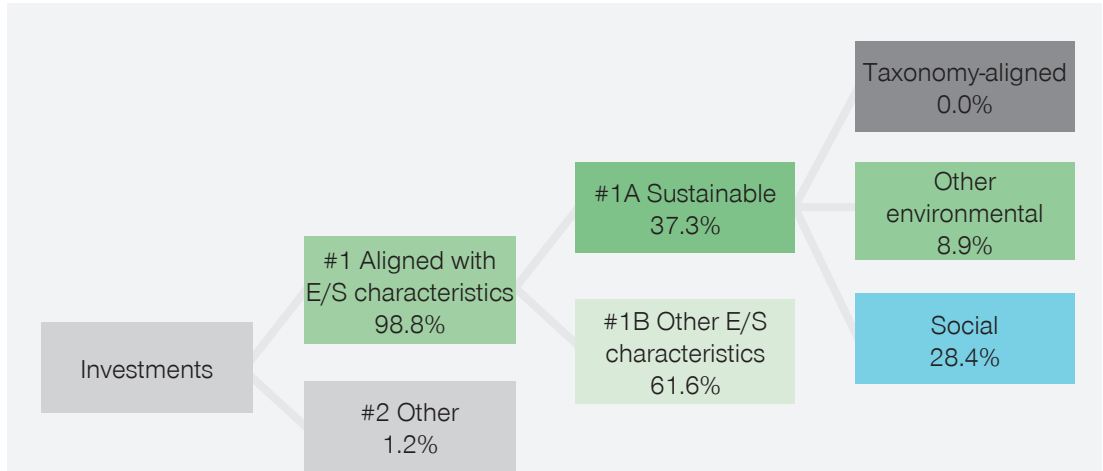 Investments
#1 Aligned with
E/S characteristics
98.8%
#2 Other
1.2%
#1A Sustainable
37.3%
#1B Other E/S
characteristics
61.6%
Taxonomy-aligned
0.0%
Other
environmental
8.9%
Social
28.4%